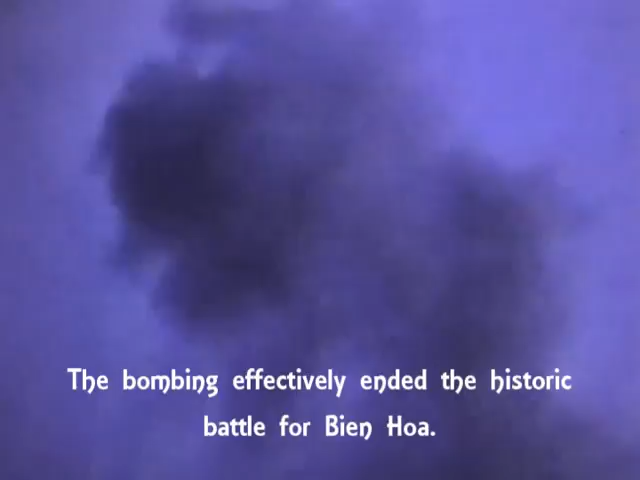 The bombing effectively ended the historic
battle for Bien Hoa.